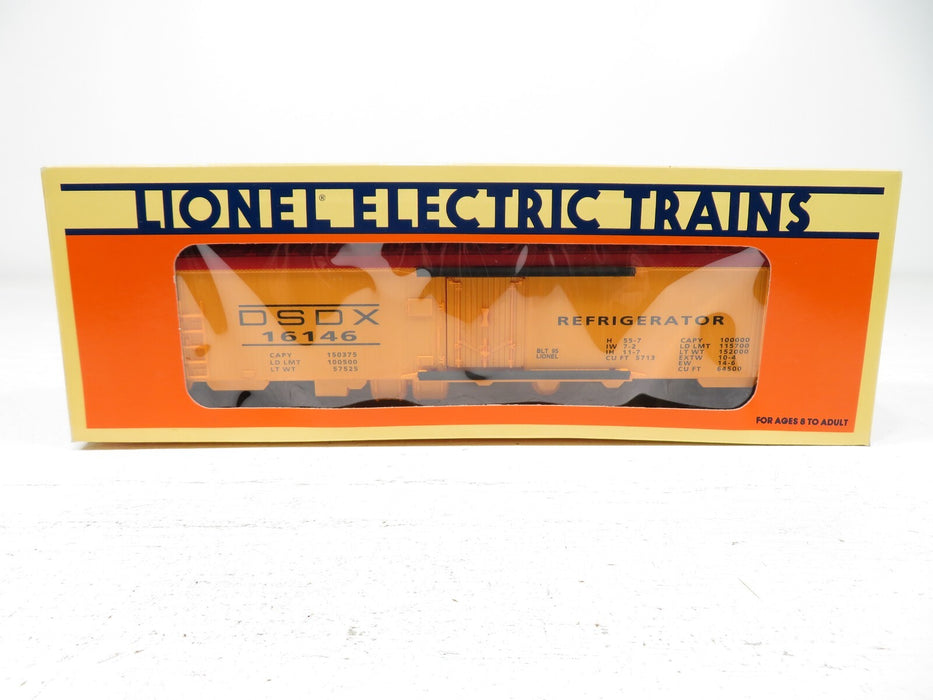 LIONEL® ELECTRIC TRAINS
DSDX
16146
CAPY 150375
LD LMT 100500
LT WT 57525
BLT 95
LIONEL
REFRIGERATOR
H 55-7
IW 7-2
IH 11-7
CU FT 5713
CAPY 100000
LD LMT 115700
LT WT 152000
EXTW 10-4
EW 14-6
CU FT 64500
FOR AGES 8 TO ADULT